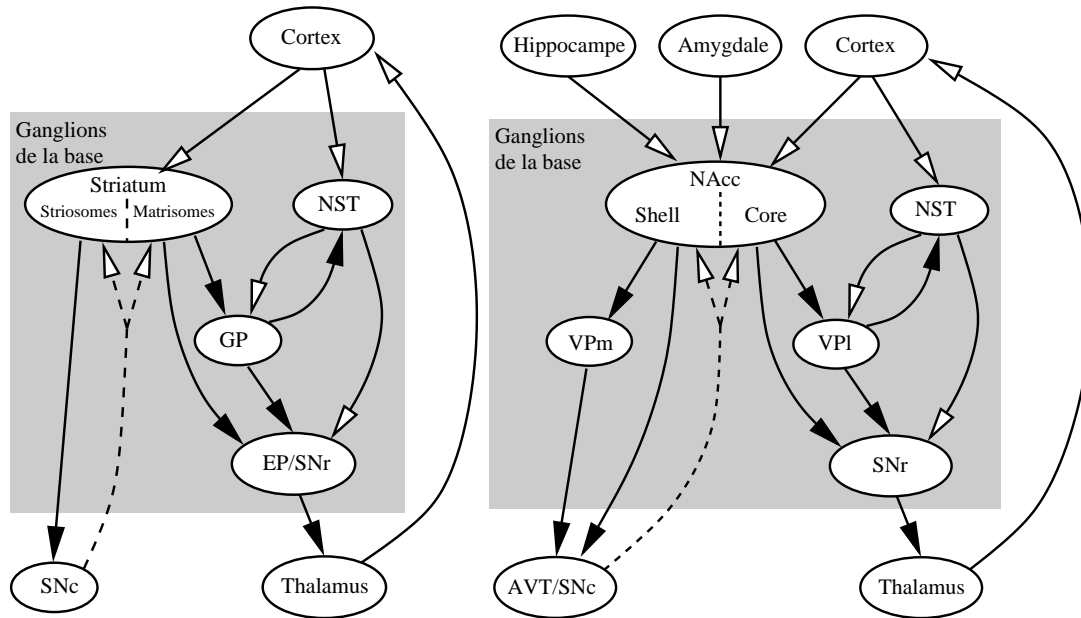 Cortex
Ganglions
de la base
Striatum
Striosomes
Matrisomes
NST
GP
EP/SNr
SNc
Thalamus
Hippocampe
Amygdale
Cortex
Ganglions
de la base
NAcc
Shell
Core
NST
VPm
VPl
SNr
AVT/SNc
Thalamus